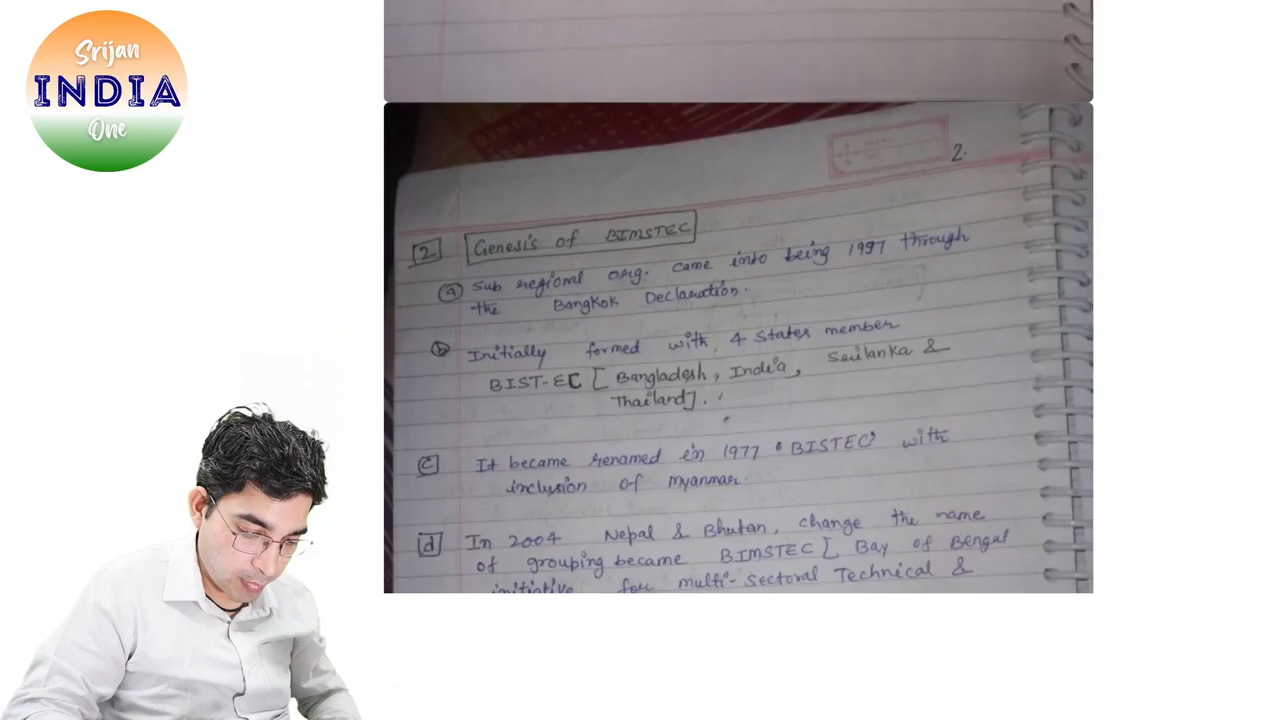 Srijan
INDIA
One
2.
2 Genesis of BIMSTEC
a Sub regional org. came into being 1997 through
the Bangkok Declaration.
b Initially formed with 4 States member
BIST-EC [ Bangladesh, India, Srilanka &
Thailand].
c It became renamed in 1977 'BISTEC' with
inclusion of Myanmar.
d In 2004 Nepal & Bhutan, change the name
of grouping became BIMSTEC [ Bay of Bengal
initiative for multi-Sectoral Technical &